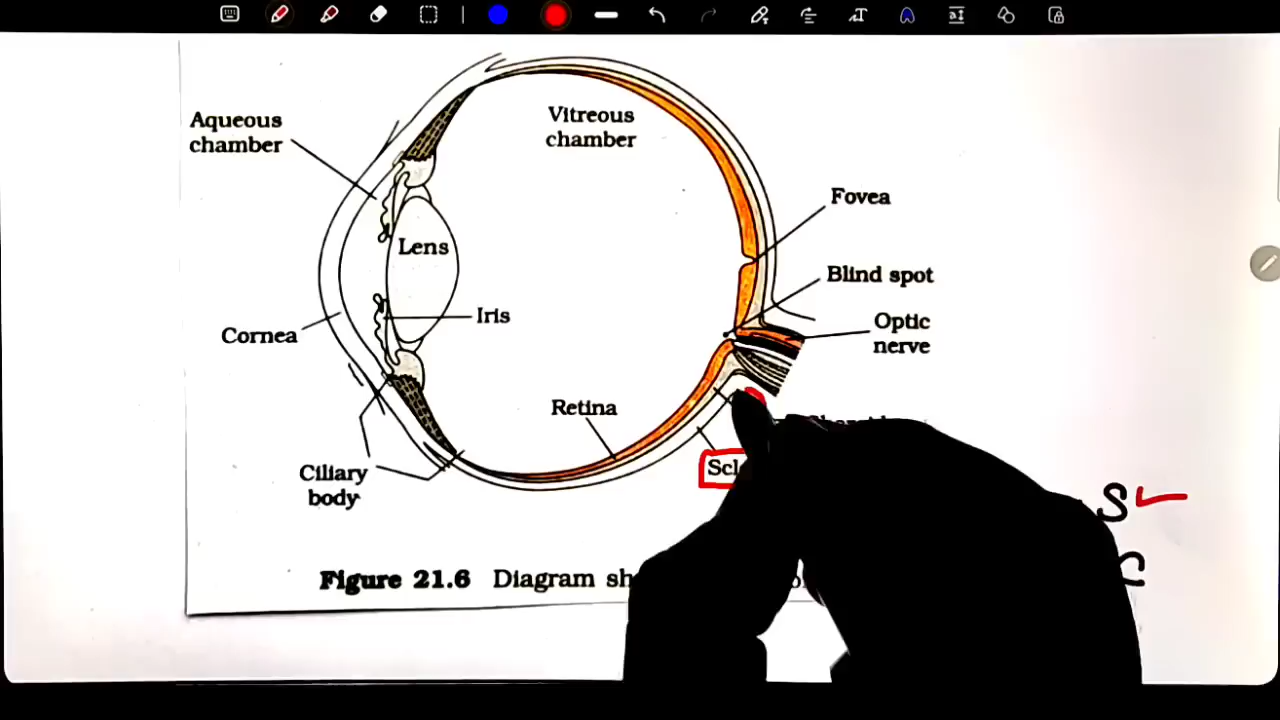 Aqueous
chamber
Vitreous
chamber
Fovea
Lens
Blind spot
Iris
Optic
nerve
Cornea
Retina
Scl
Ciliary
body
S
C
Figure 21.6 Diagram sh